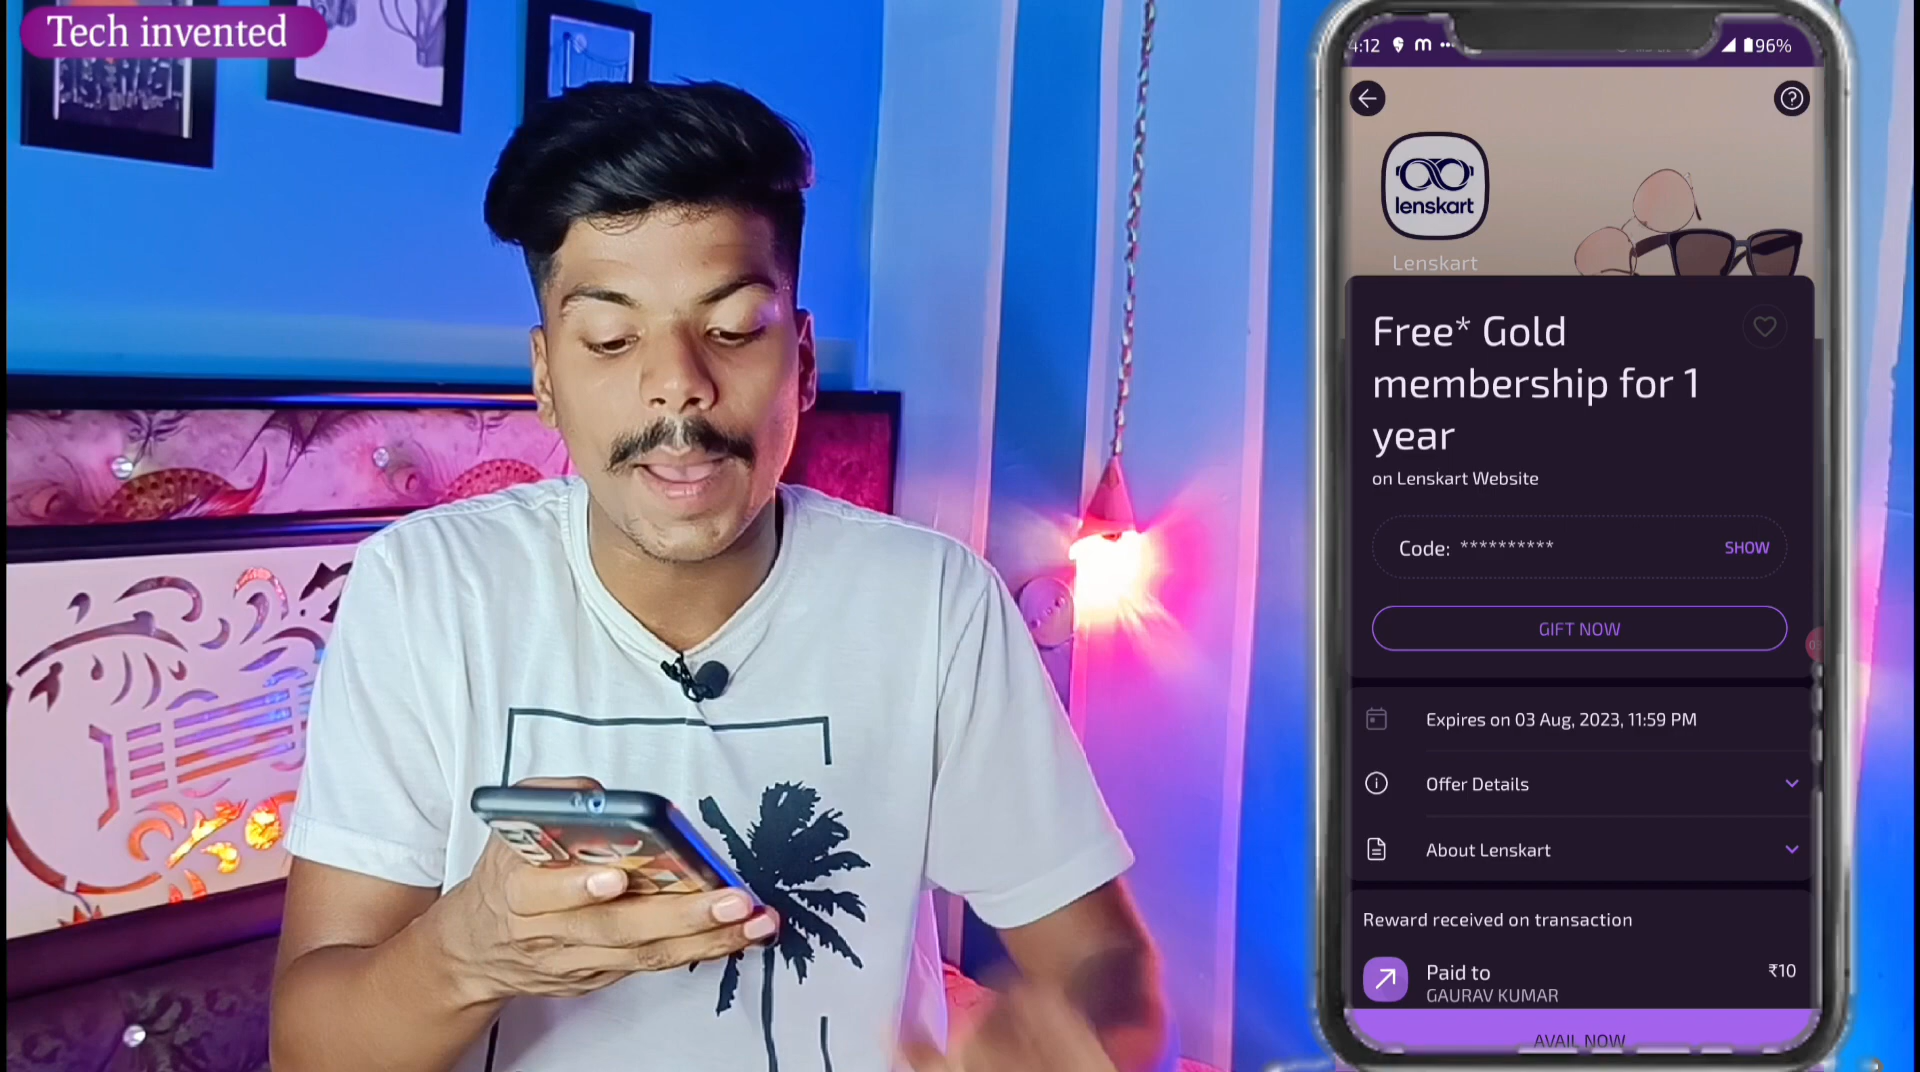 Tech invented
4:12
96%
lenskart
Lenskart
Free* Gold
membership for 1
year
on Lenskart Website
Code: **********
SHOW
GIFT NOW
Expires on 03 Aug, 2023, 11:59 PM
Offer Details
About Lenskart
Reward received on transaction
Paid to
₹10
GAURAV KUMAR
AVAIL NOW